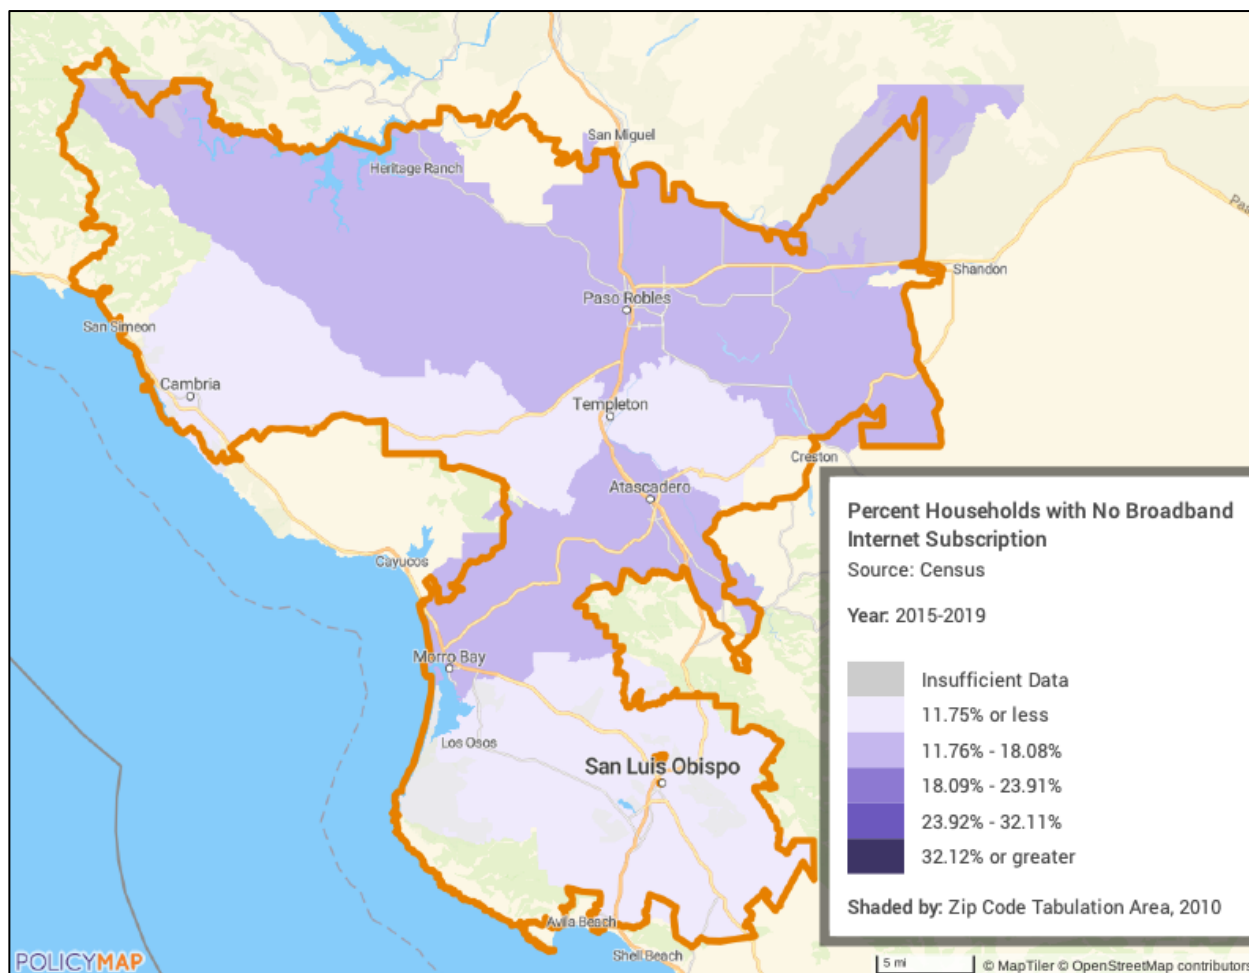 San Miguel
Heritage Ranch
Pas
Shandon
Paso Robles
San Simeon
Cambria
Templeton
Creston
Atascadero
Cayucos
Morro Bay
Los Osos
San Luis Obispo
Avila Beach
Shell Beach
Percent Households with No Broadband
Internet Subscription
Source: Census
Year: 2015-2019
Insufficient Data
11.75% or less
11.76% - 18.08%
18.09% - 23.91%
23.92% - 32.11%
32.12% or greater
Shaded by: Zip Code Tabulation Area, 2010
POLICYMAP
5 mi
© MapTiler © OpenStreetMap contributors